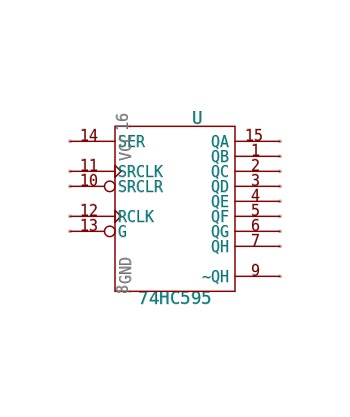 16
VCC
U
14 SER
11 SRCLK
10 SRCLR
12 RCLK
13 G
8 GND
QA 15
QB 1
QC 2
QD 3
QE 4
QF 5
QG 6
QH 7
~QH 9
74HC595